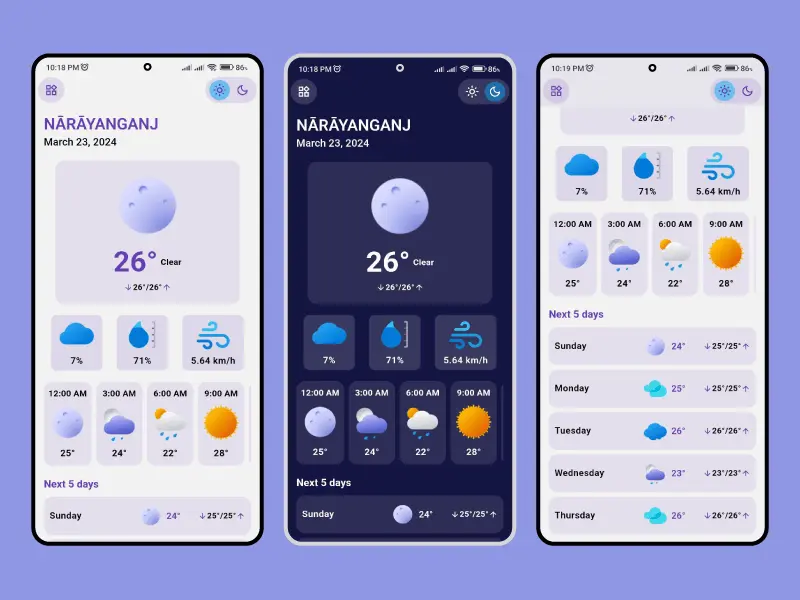 10:18 PM
86%
NĀRĀYANGANJ
March 23, 2024
26° Clear
↓ 26°/26° ↑
7%
71%
5.64 km/h
12:00 AM
3:00 AM
6:00 AM
9:00 AM
25°
24°
22°
28°
Next 5 days
Sunday 24° ↓ 25°/25° ↑
10:18 PM
86%
NĀRĀYANGANJ
March 23, 2024
26° Clear
↓ 26°/26° ↑
7%
71%
5.64 km/h
12:00 AM
3:00 AM
6:00 AM
9:00 AM
25°
24°
22°
28°
Next 5 days
Sunday 24° ↓ 25°/25° ↑
10:19 PM
86%
↓ 26°/26° ↑
7%
71%
5.64 km/h
12:00 AM
3:00 AM
6:00 AM
9:00 AM
25°
24°
22°
28°
Next 5 days
Sunday 24° ↓ 25°/25° ↑
Monday 25° ↓ 25°/25° ↑
Tuesday 26° ↓ 26°/26° ↑
Wednesday 23° ↓ 23°/23° ↑
Thursday 26° ↓ 26°/26° ↑